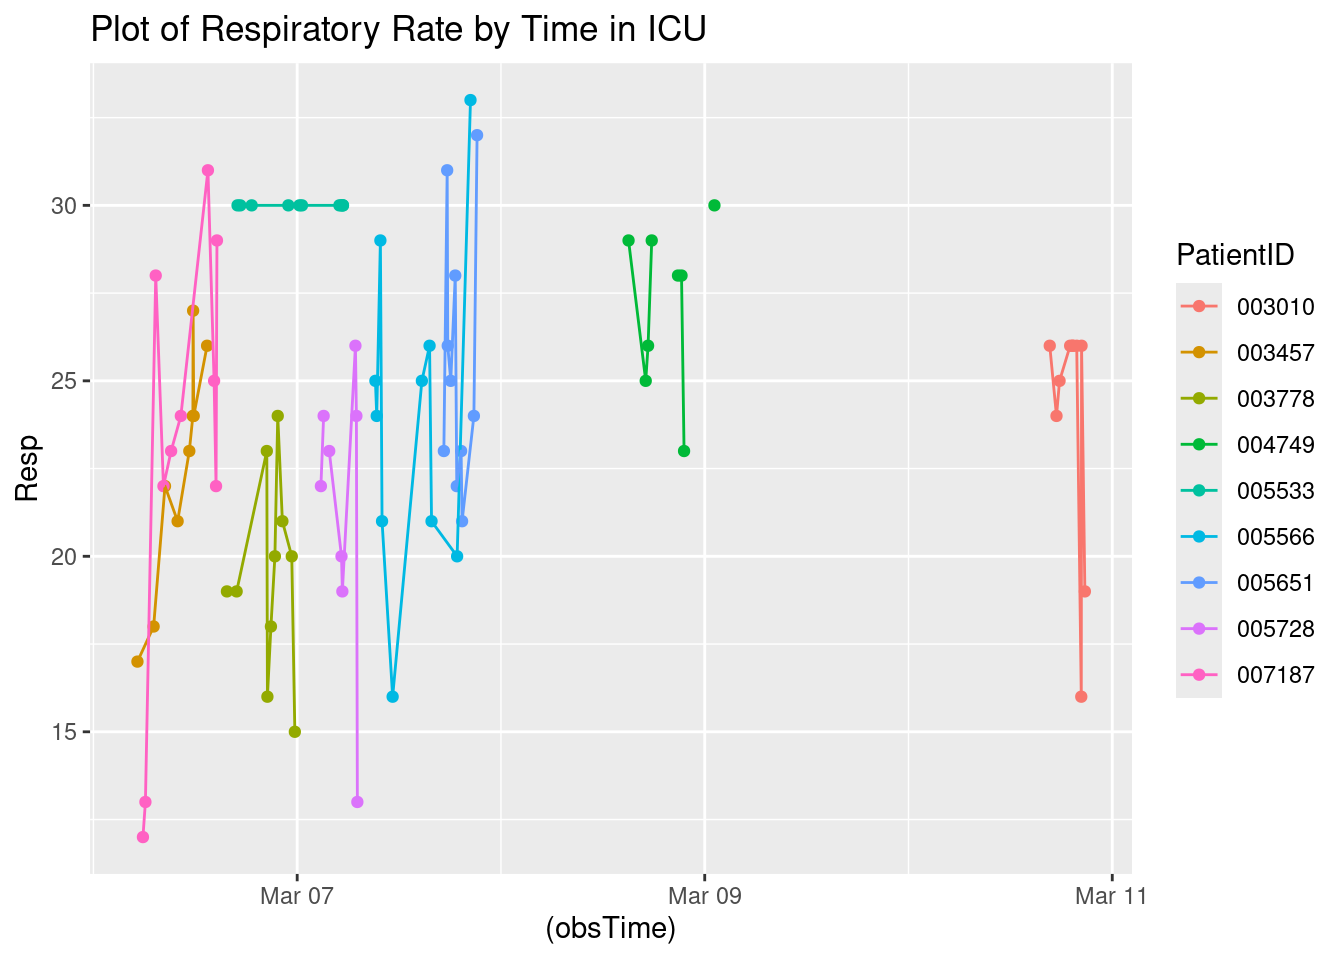 Plot of Respiratory Rate by Time in ICU
Resp
30
25
20
15
Mar 07
Mar 09
Mar 11
(obsTime)
PatientID
003010
003457
003778
004749
005533
005566
005651
005728
007187